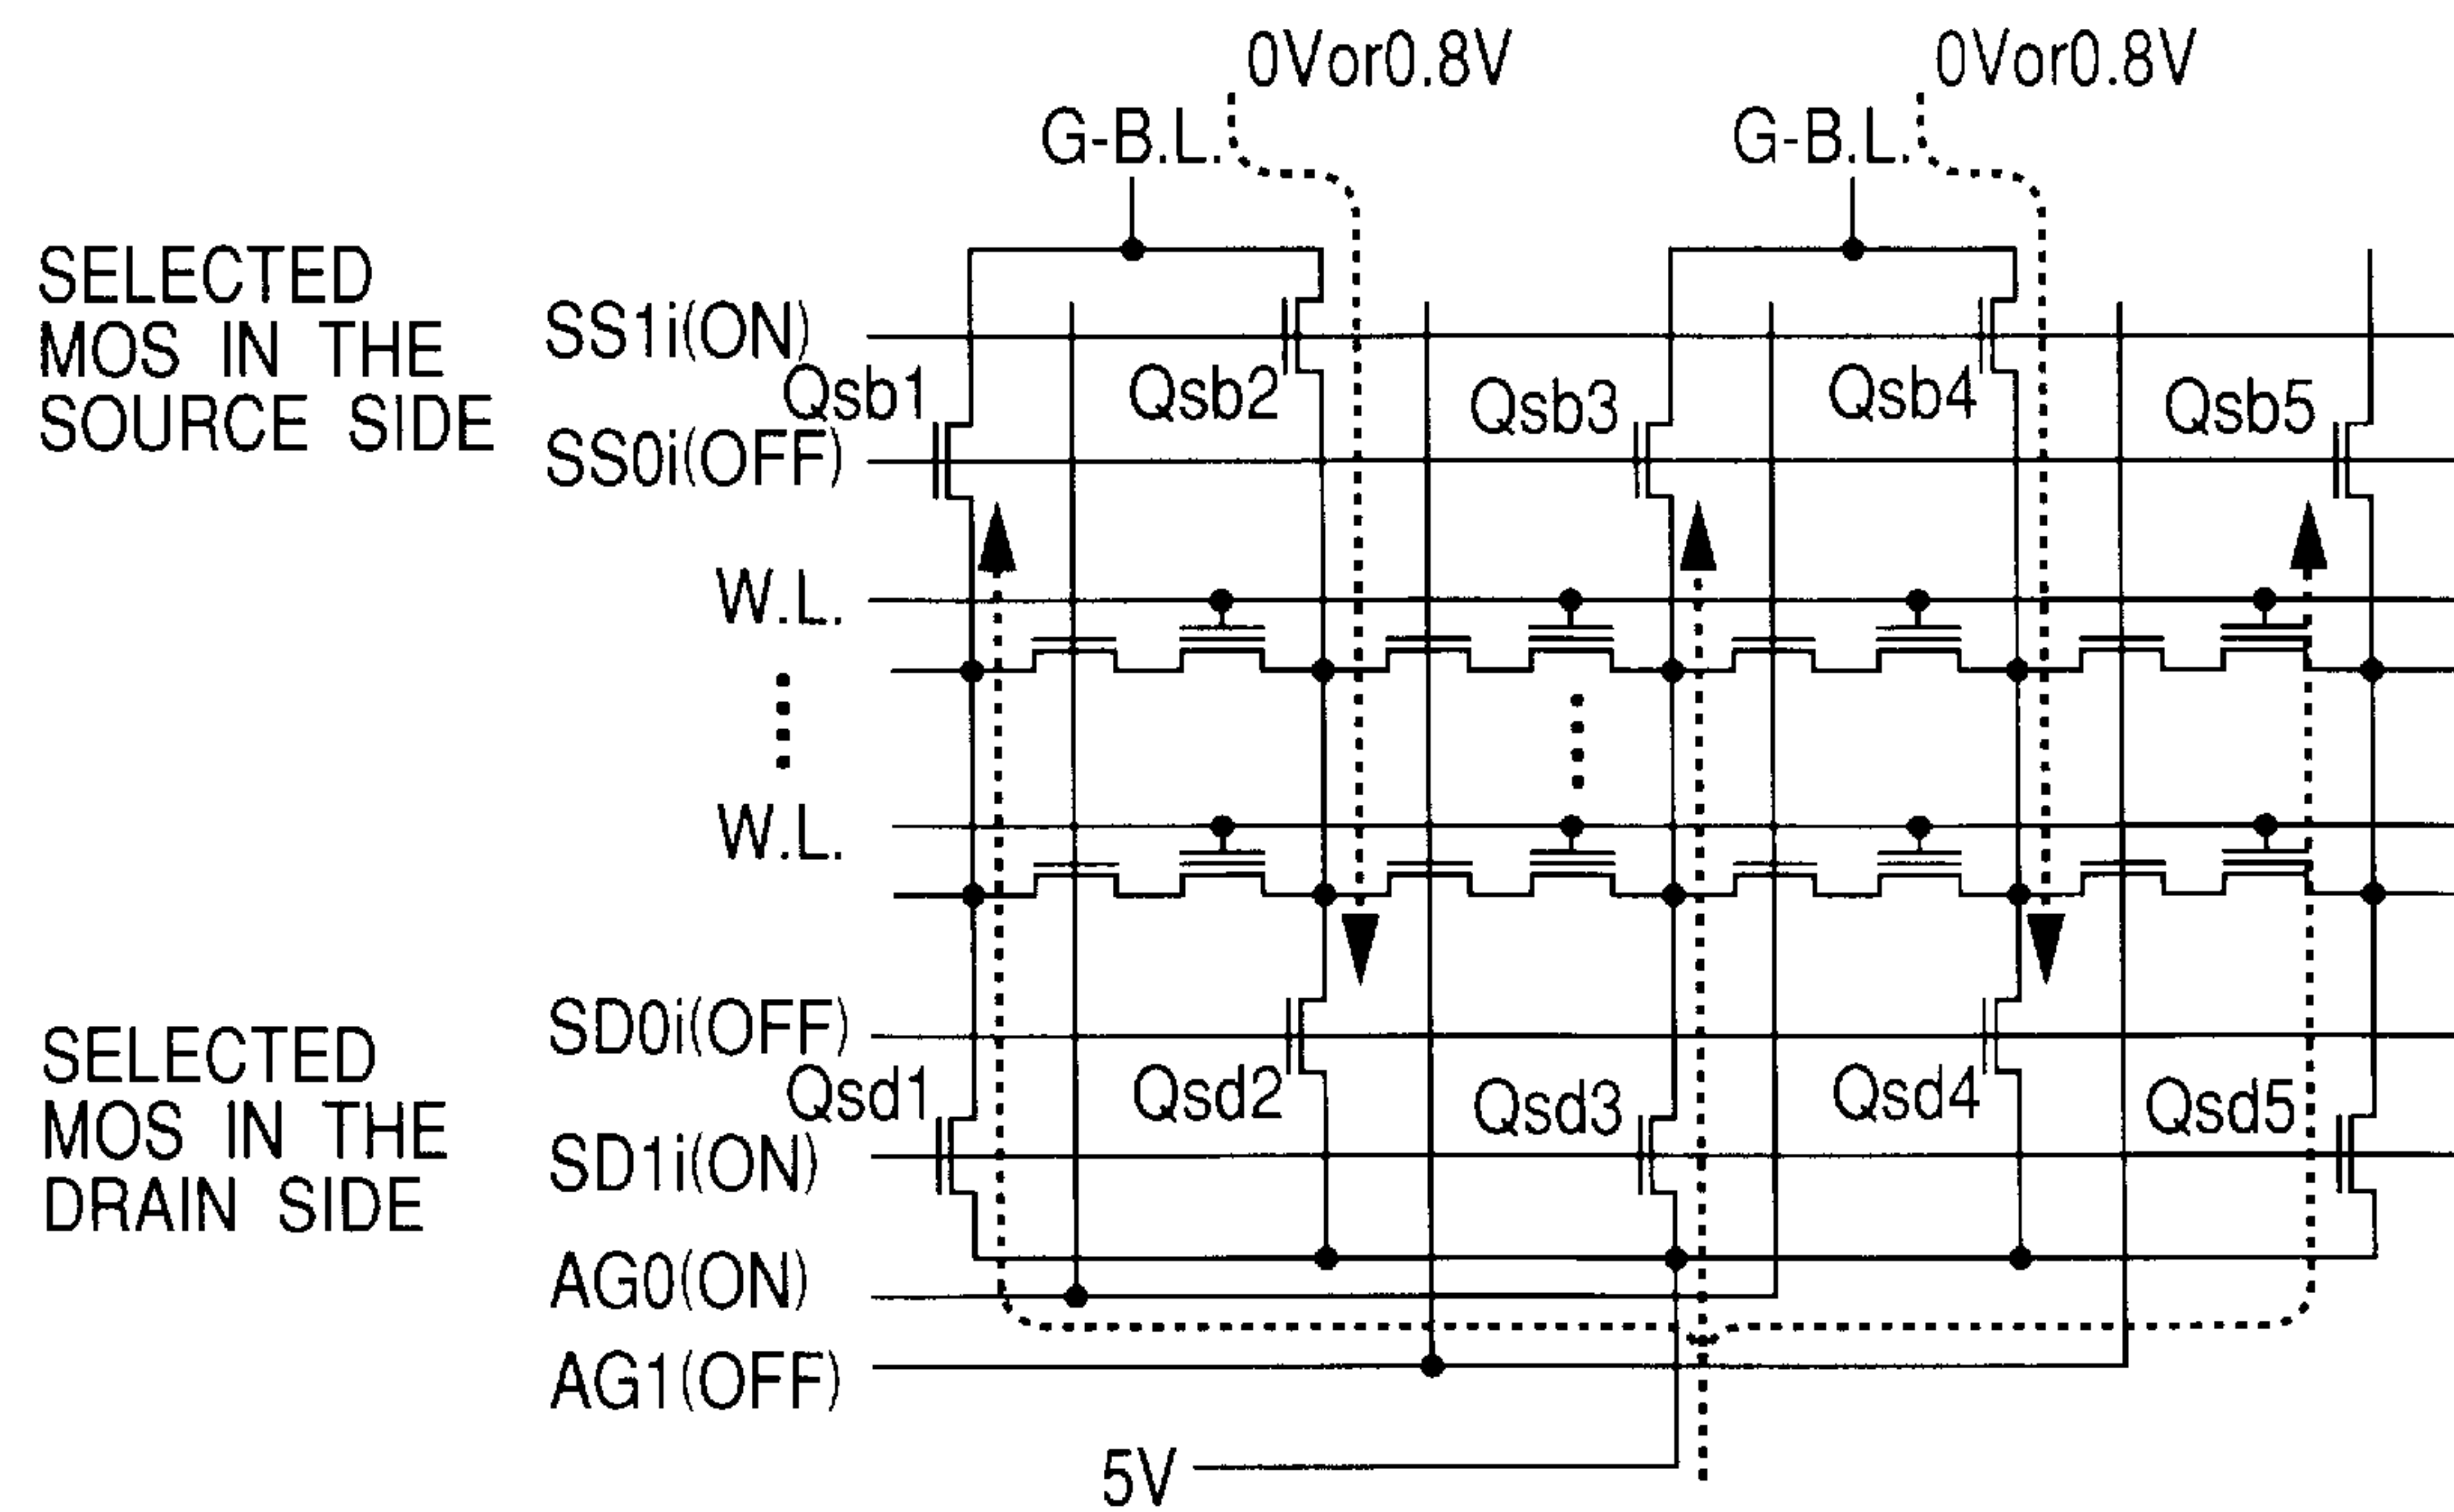 0Vor0.8V 0Vor0.8V
G-B.L. G-B.L.
SELECTED
MOS IN THE
SOURCE SIDE
SS1i(ON)
Qsb1 Qsb2 Qsb3 Qsb4 Qsb5
SS0i(OFF)
W.L.
W.L.
SELECTED
MOS IN THE
DRAIN SIDE
SD0i(OFF)
Qsd1 Qsd2 Qsd3 Qsd4 Qsd5
SD1i(ON)
AG0(ON)
AG1(OFF)
5V